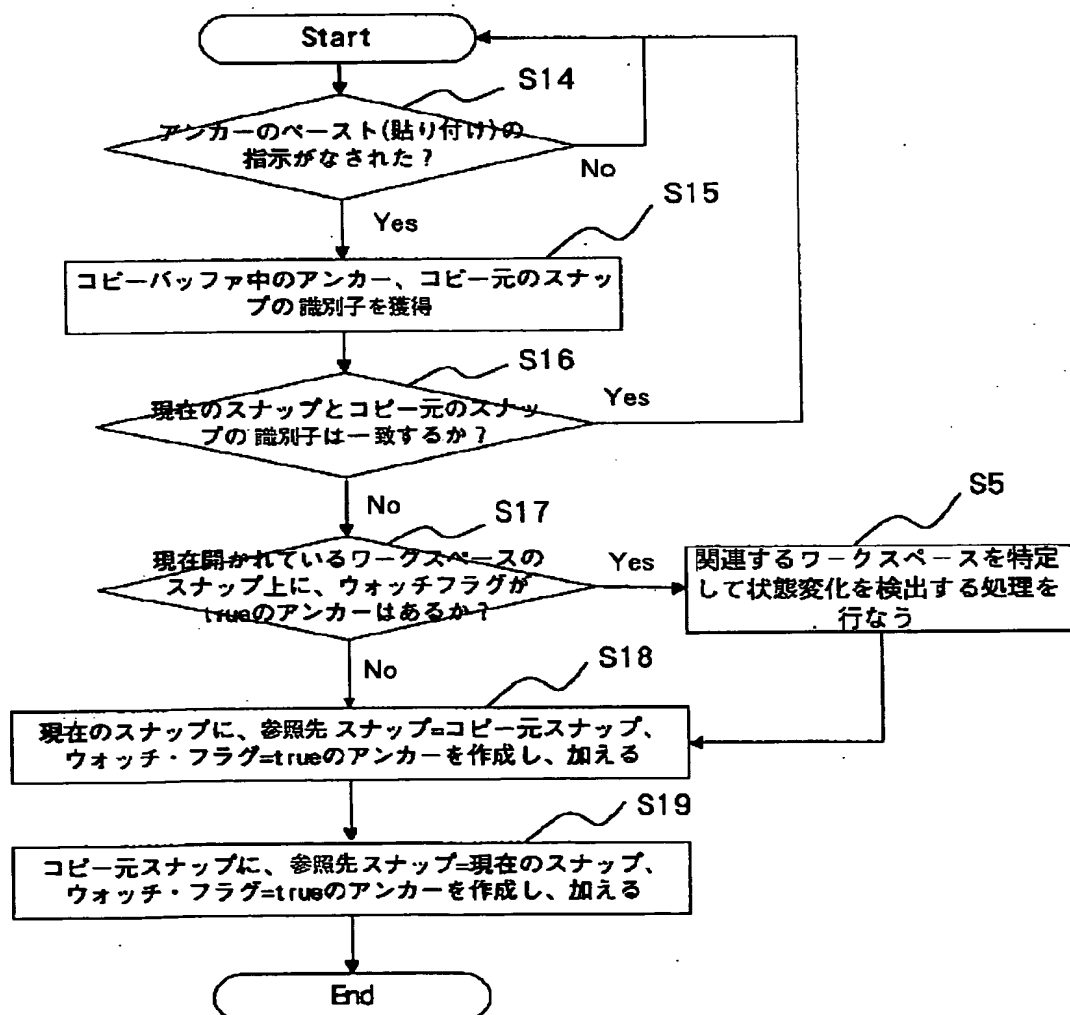 Start
S14
アンカーのペースト(貼り付け)の
指示がなされた?
No
Yes
S15
コピーバッファ中のアンカー、コピー元のスナッ
プの識別子を獲得
S16
現在のスナップとコピー元のスナッ
プの識別子は一致するか?
Yes
No
S17
現在開かれているワークスペースの
スナップ上に、ウォッチフラグが
trueのアンカーはあるか?
Yes
S5
関連するワークスペースを特定
して状態変化を検出する処理を
行なう
No
S18
現在のスナップに、参照先スナップ=コピー元スナップ、
ウォッチ・フラグ=trueのアンカーを作成し、加える
S19
コピー元スナップに、参照先スナップ=現在のスナップ、
ウォッチ・フラグ=trueのアンカーを作成し、加える
End